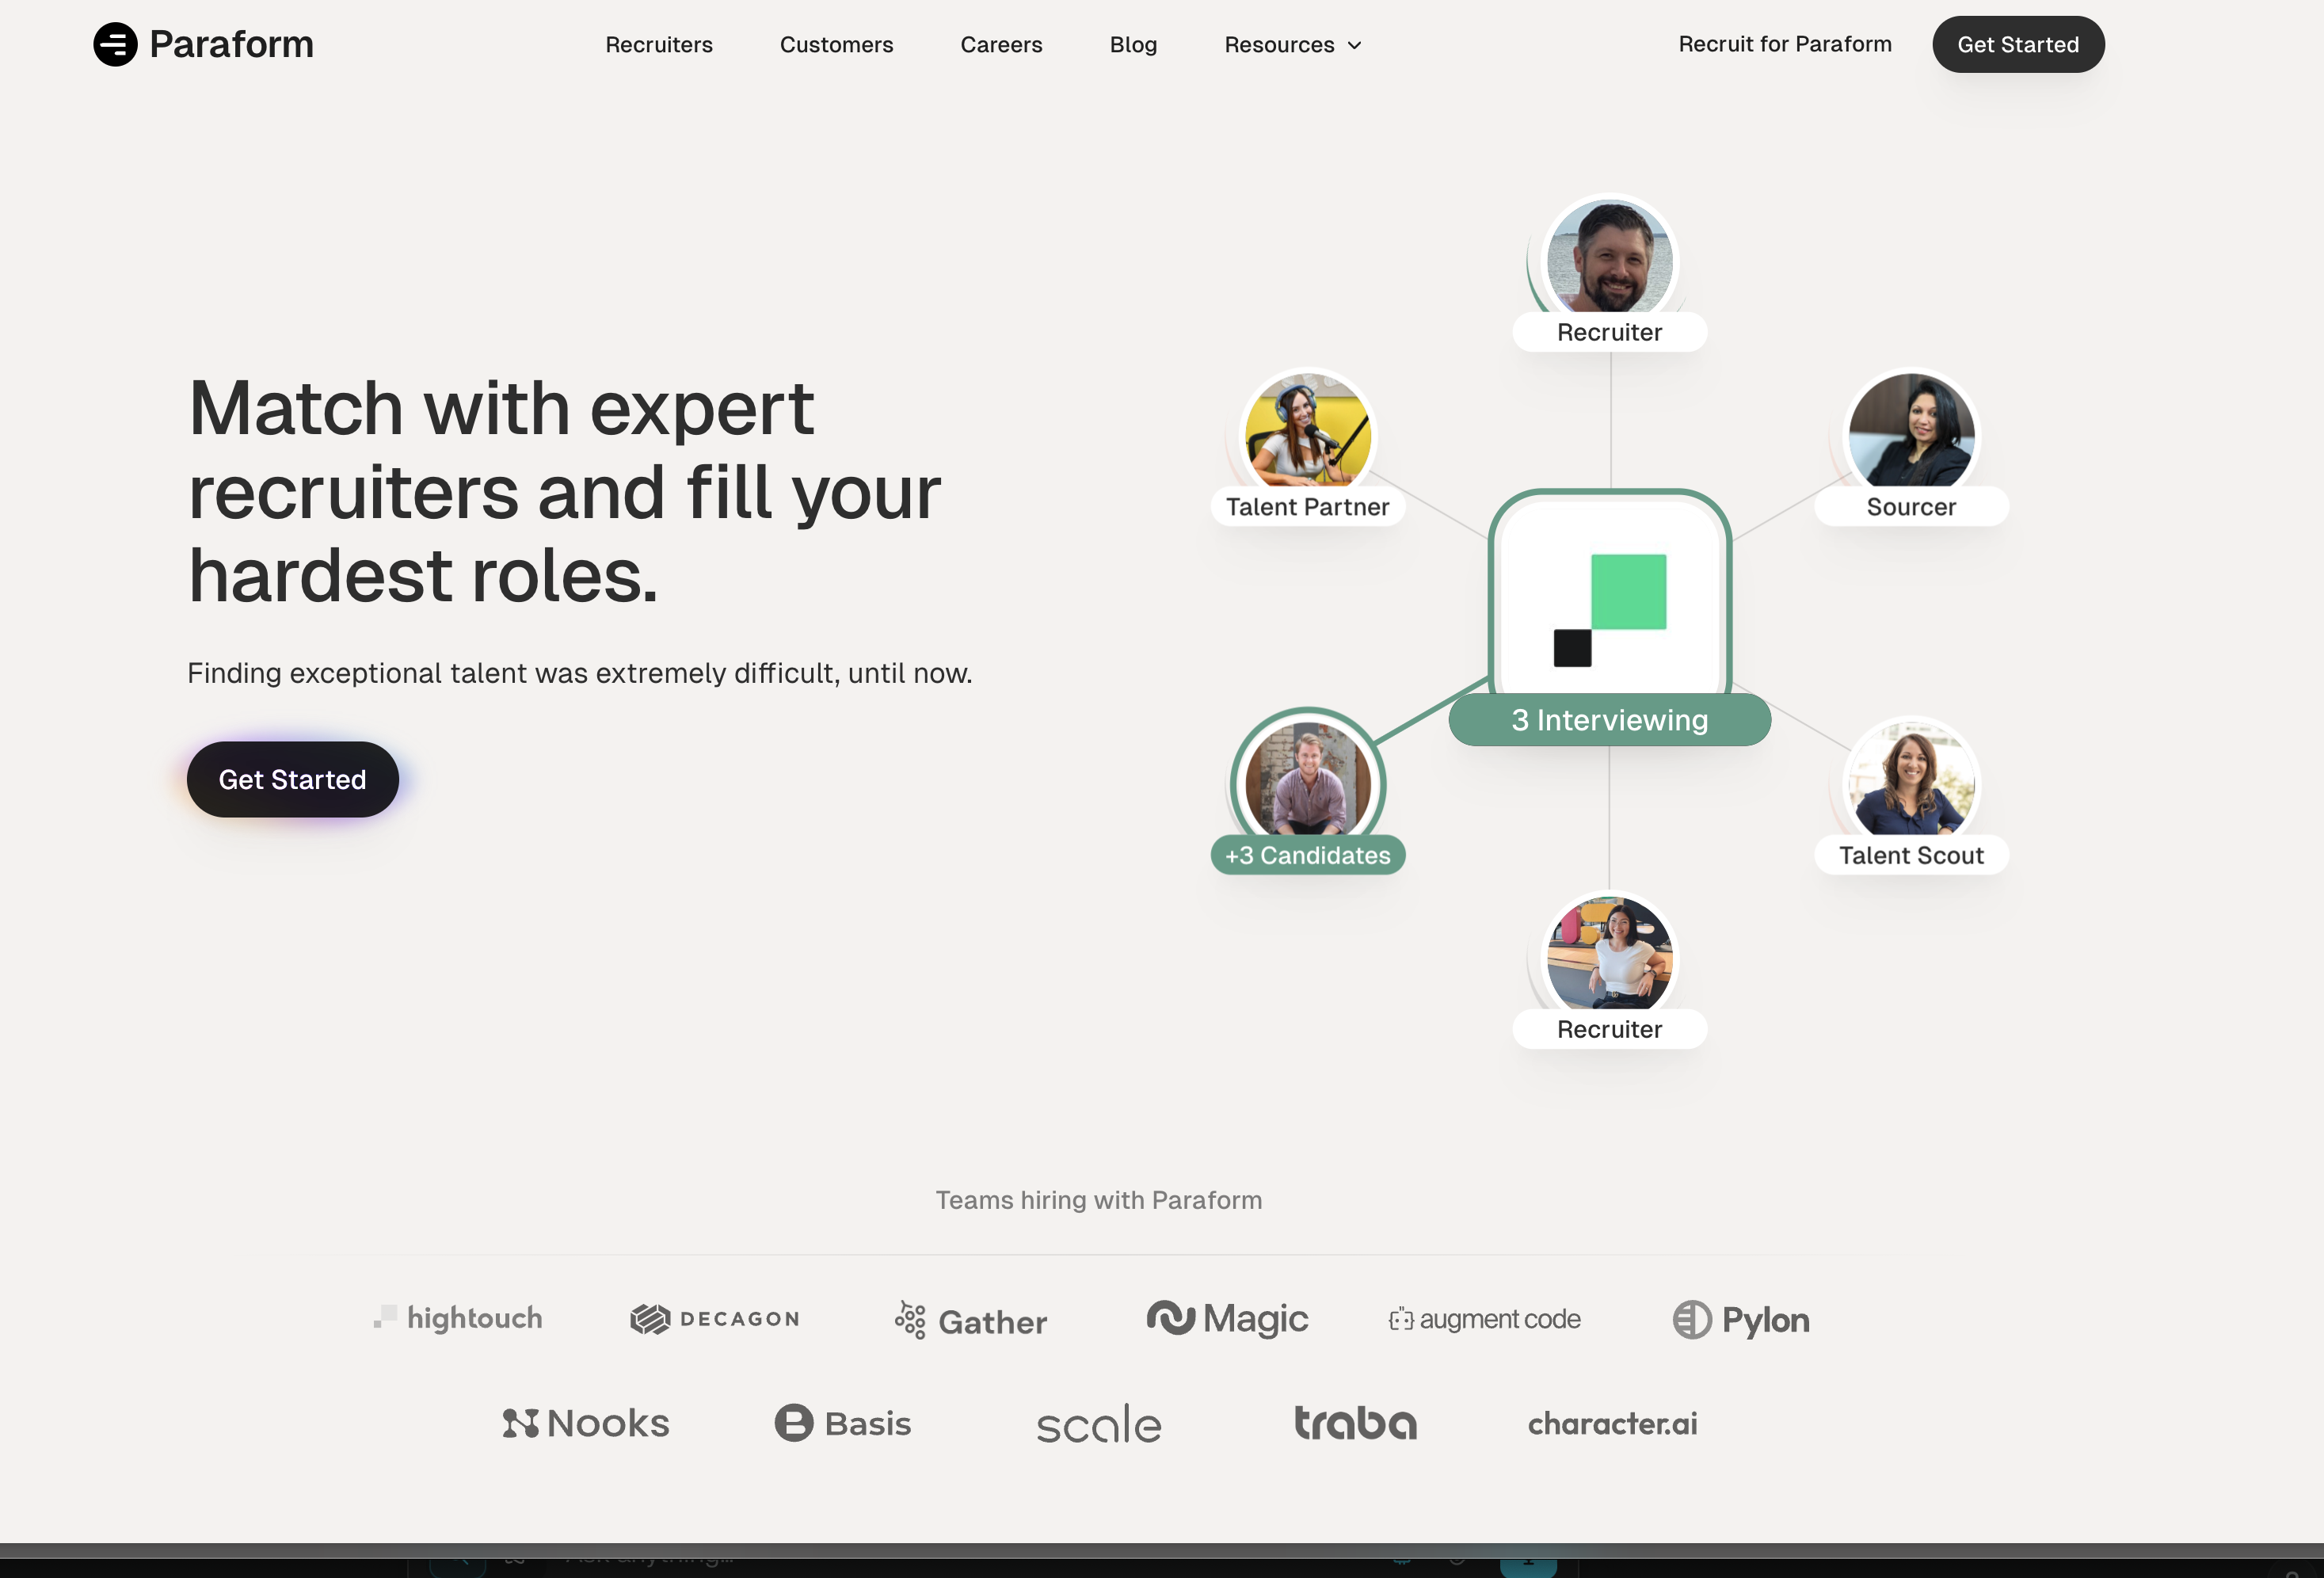 Paraform
Recruiters
Customers
Careers
Blog
Resources
Recruit for Paraform
Get Started
Match with expert
recruiters and fill your
hardest roles.
Finding exceptional talent was extremely difficult, until now.
Get Started
Recruiter
Talent Partner
Sourcer
3 Interviewing
+3 Candidates
Talent Scout
Recruiter
Teams hiring with Paraform
hightouch
DECAGON
Gather
Magic
augment code
Pylon
Nooks
Basis
scale
traba
character.ai